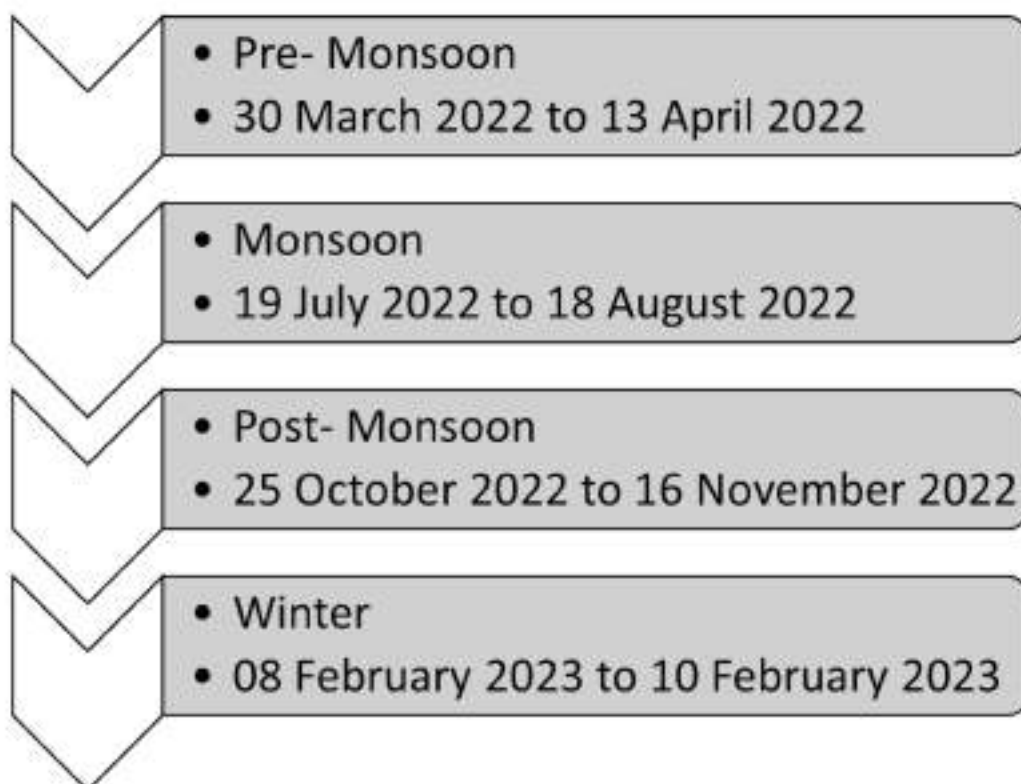 • Pre- Monsoon
• 30 March 2022 to 13 April 2022
• Monsoon
• 19 July 2022 to 18 August 2022
• Post- Monsoon
• 25 October 2022 to 16 November 2022
• Winter
• 08 February 2023 to 10 February 2023